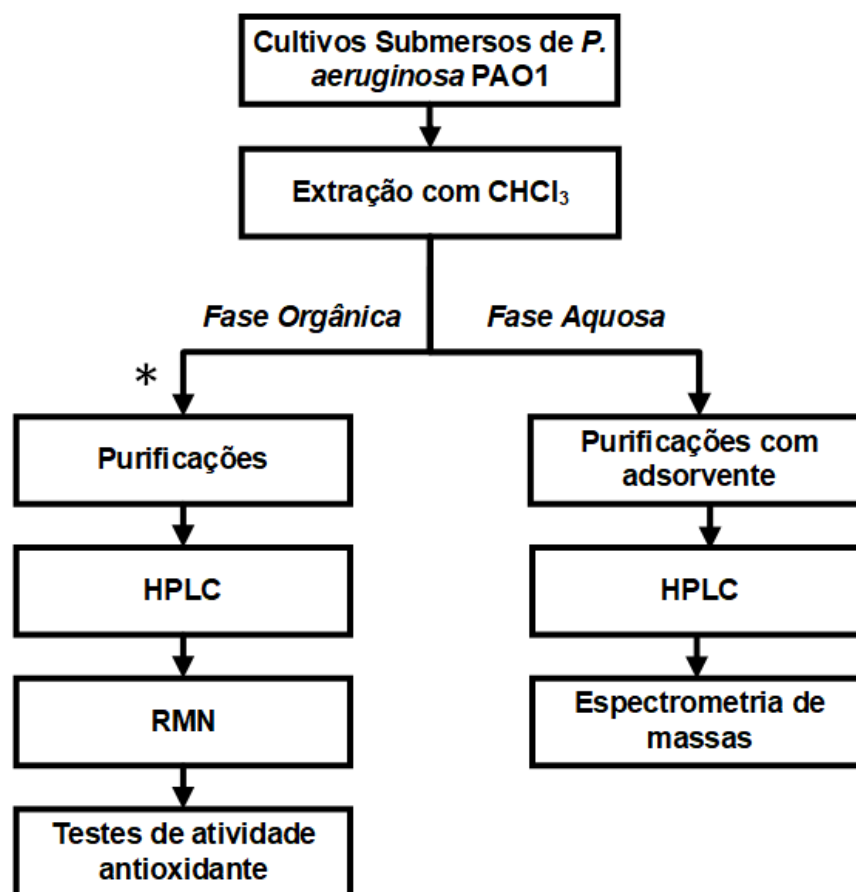 Cultivos Submersos de P.
aeruginosa PAO1
Extração com CHCl₃
Fase Orgânica
Fase Aquosa
*
Purificações
Purificações com
adsorvente
HPLC
HPLC
RMN
Espectrometria de
massas
Testes de atividade
antioxidante